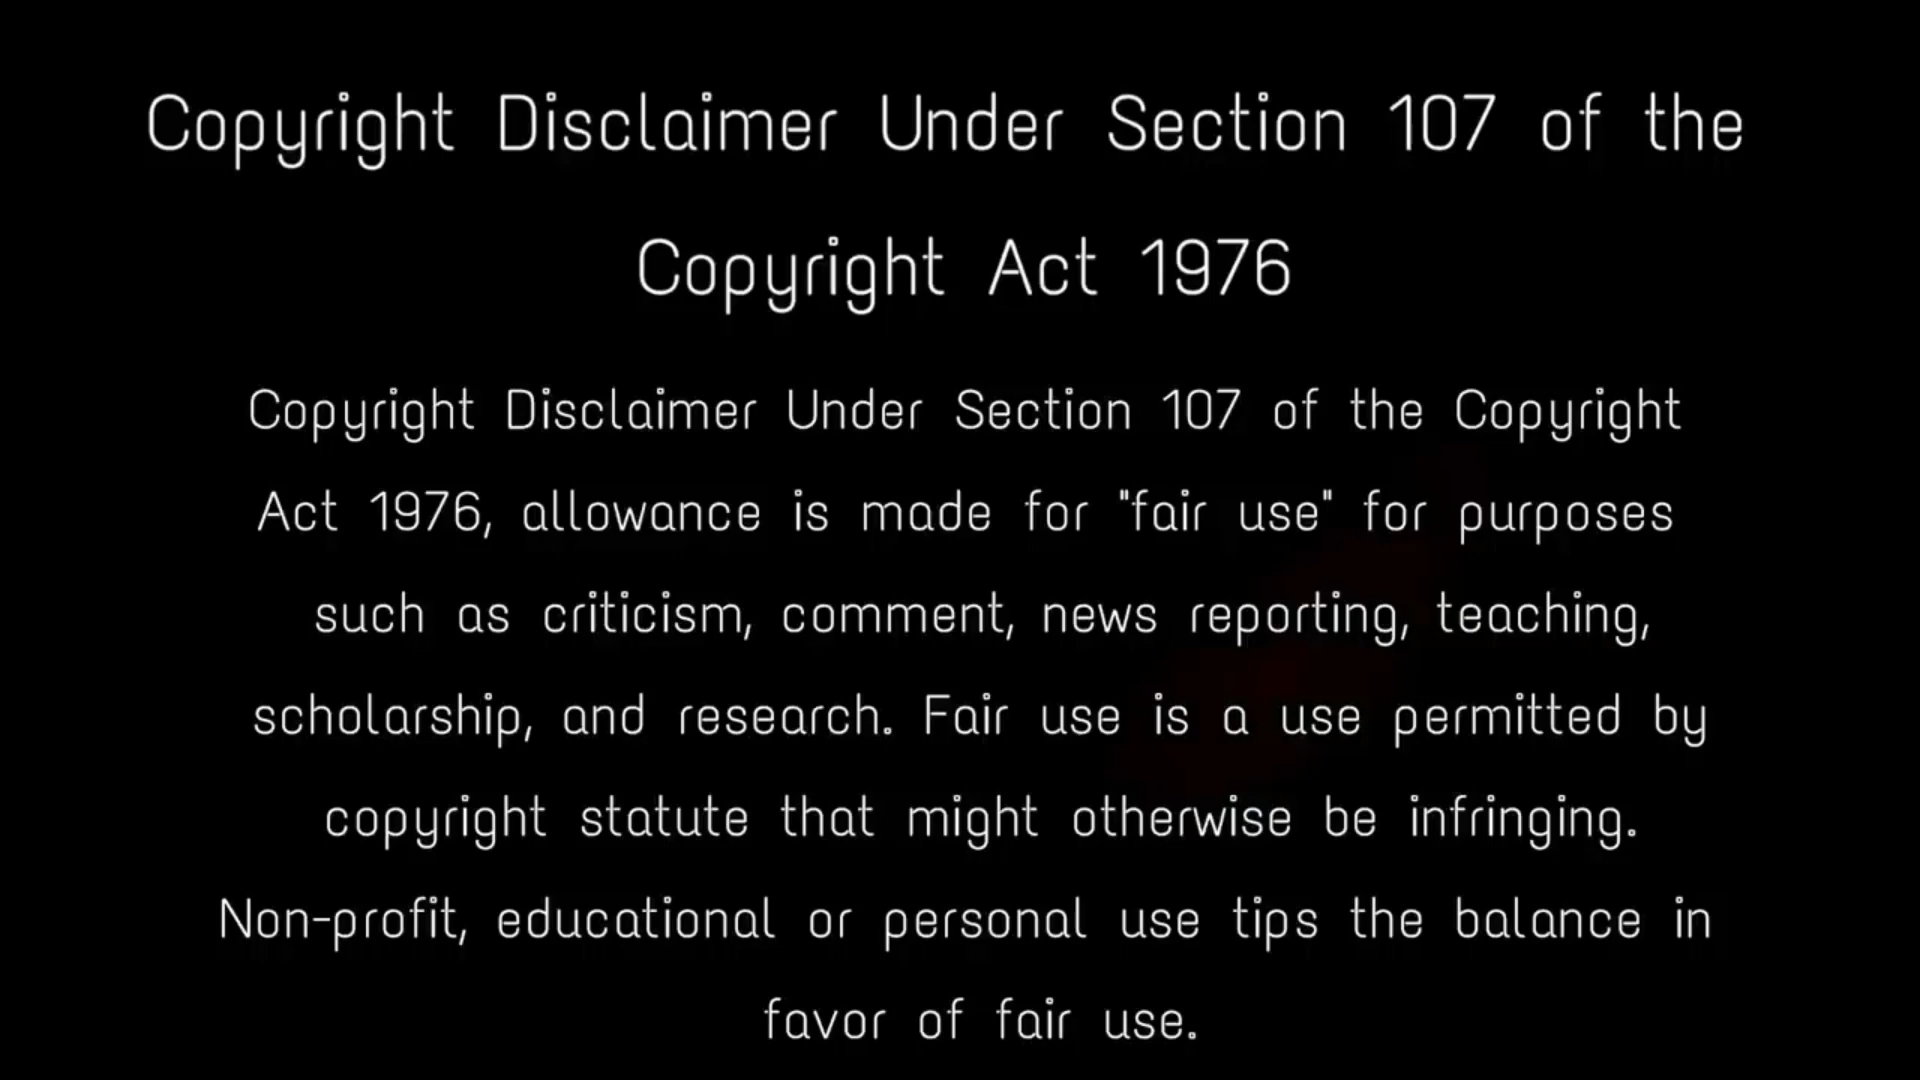 Copyright Disclaimer Under Section 107 of the
Copyright Act 1976
Copyright Disclaimer Under Section 107 of the Copyright
Act 1976, allowance is made for "fair use" for purposes
such as criticism, comment, news reporting, teaching,
scholarship, and research. Fair use is a use permitted by
copyright statute that might otherwise be infringing.
Non-profit, educational or personal use tips the balance in
favor of fair use.